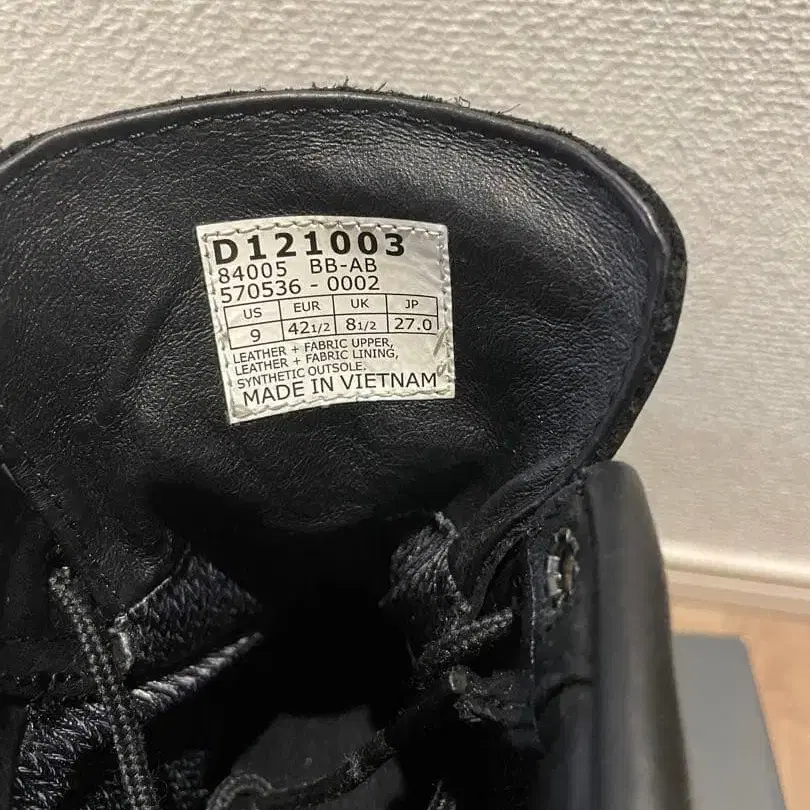 D121003
84005 BB-AB
570536 - 0002
US EUR UK JP
9 42 1/2 8 1/2 27.0
LEATHER + FABRIC UPPER,
LEATHER + FABRIC LINING,
SYNTHETIC OUTSOLE.
MADE IN VIETNAM